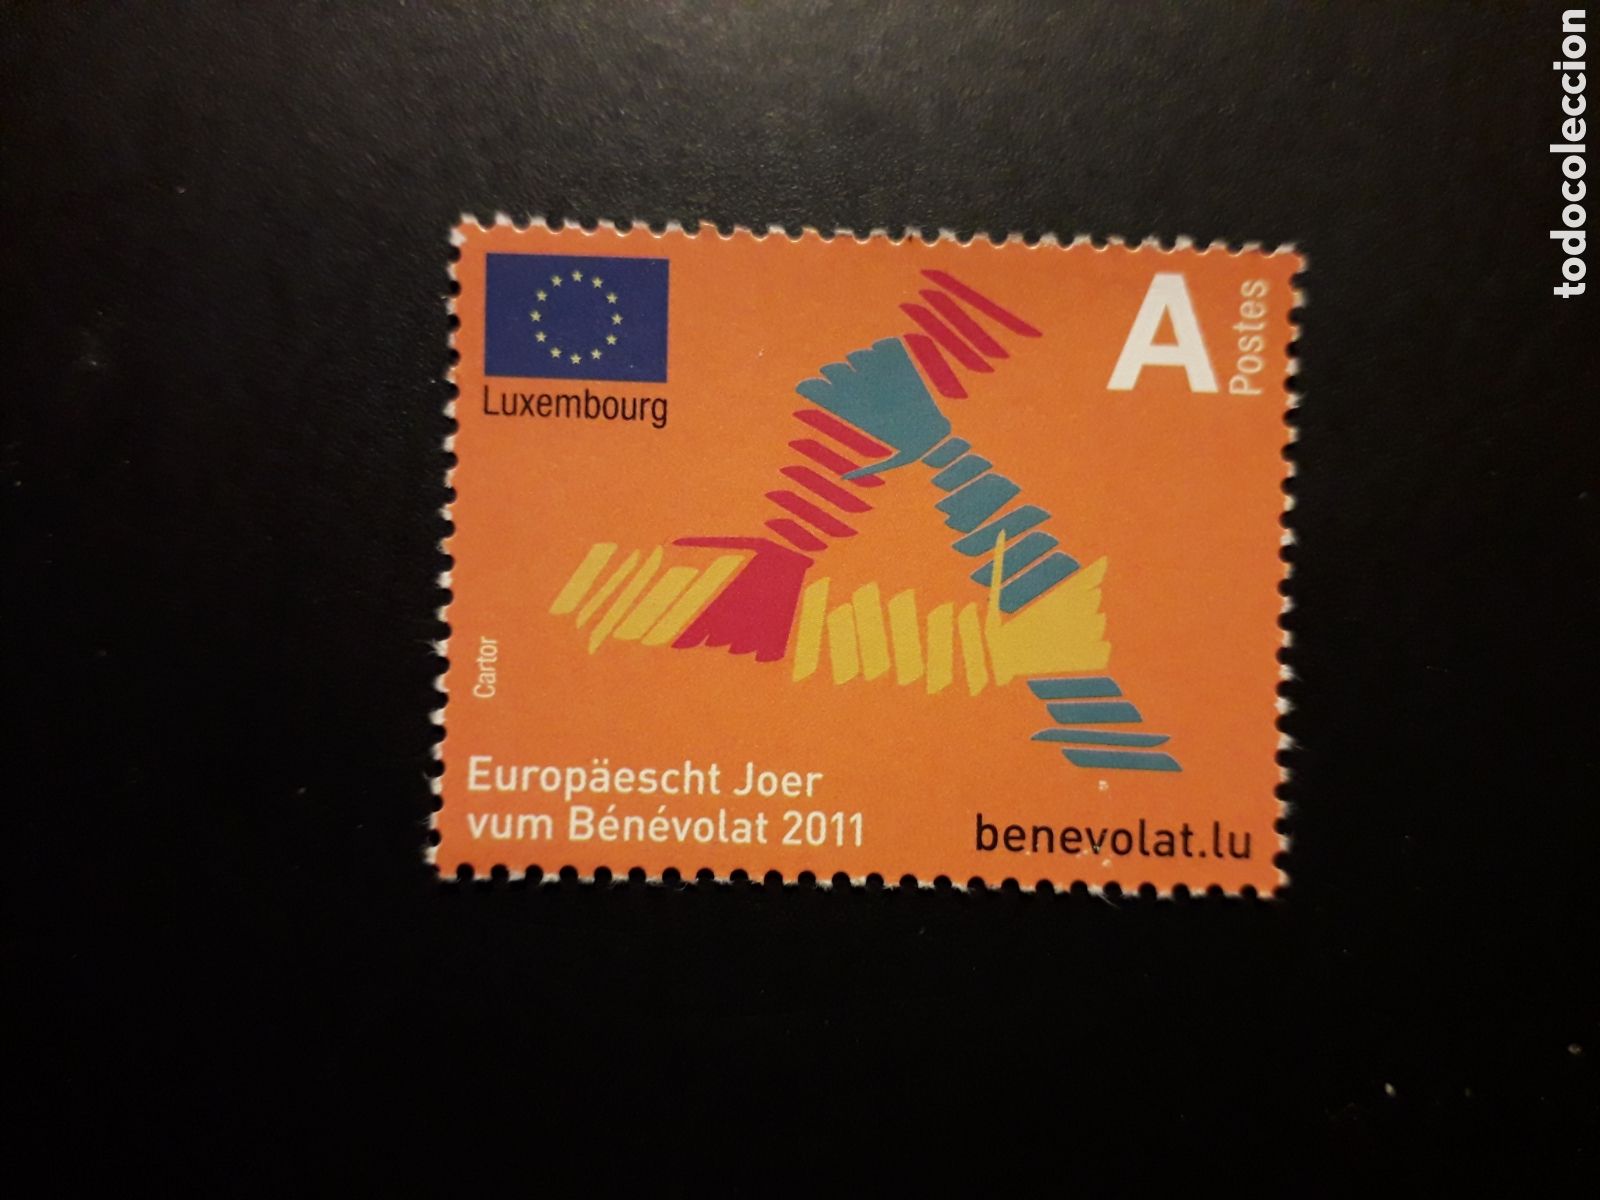 Luxembourg
A
Postes
Cartor
Europäescht Joer
vum Bénévolat 2011
benevolat.lu
todocoleccion